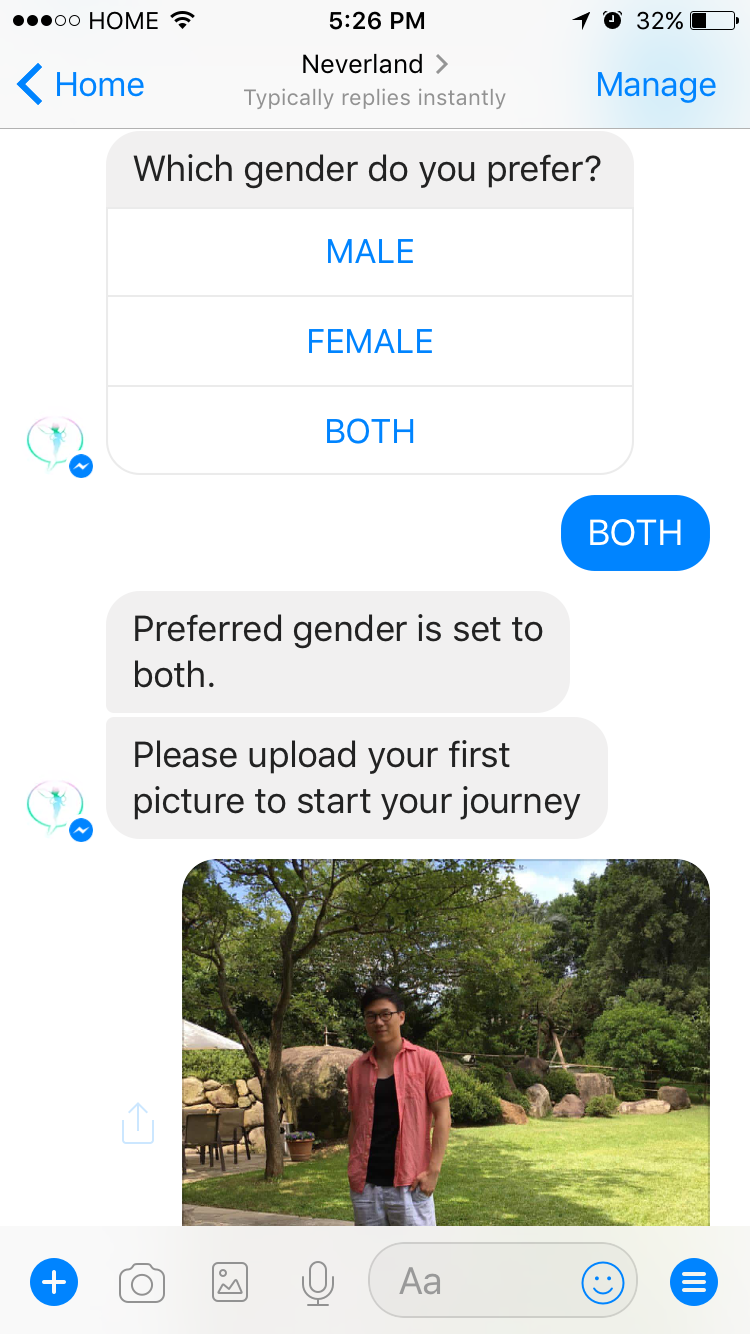 HOME 5:26 PM 32%
Home Neverland Manage
Typically replies instantly
Which gender do you prefer?
MALE
FEMALE
BOTH
BOTH
Preferred gender is set to
both.
Please upload your first
picture to start your journey
Aa